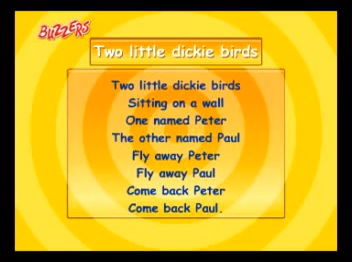 BUZZERS
Two little dickie birds
Two little dickie birds
Sitting on a wall
One named Peter
The other named Paul
Fly away Peter
Fly away Paul
Come back Peter
Come back Paul.